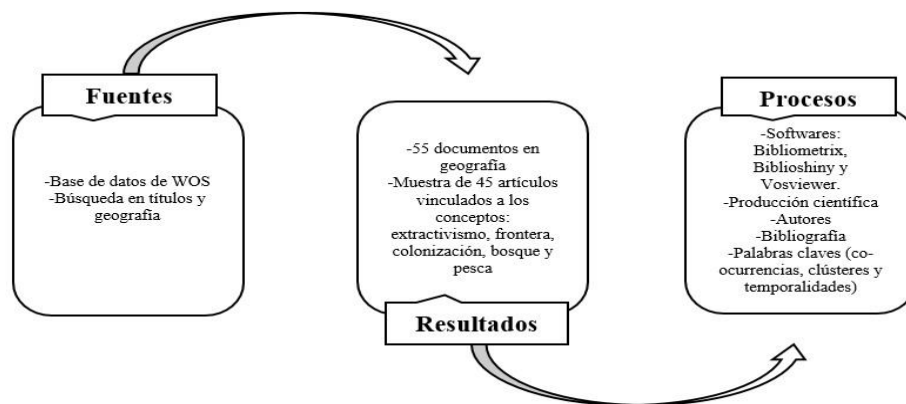 Fuentes
-Base de datos de WOS
-Búsqueda en títulos y
geografía
-55 documentos en
geografía
-Muestra de 45 artículos
vinculados a los
conceptos:
extractivismo, frontera,
colonización, bosque y
pesca
Resultados
Procesos
-Softwares:
Bibliometrix,
Biblioshiny y
Vosviewer.
-Producción científica
-Autores
-Bibliografía
-Palabras claves (co-
ocurrencias, clústeres y
temporalidades)